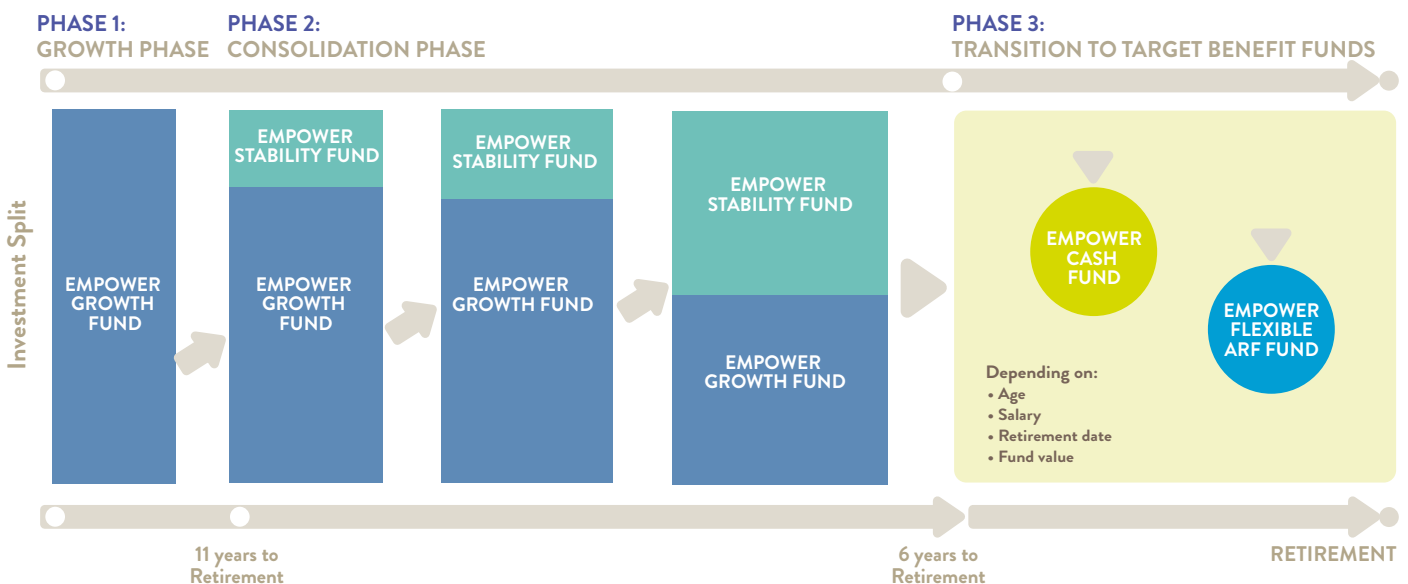 PHASE 1:
GROWTH PHASE
PHASE 2:
CONSOLIDATION PHASE
PHASE 3:
TRANSITION TO TARGET BENEFIT FUNDS
Investment Split
EMPOWER
GROWTH
FUND
EMPOWER
STABILITY FUND
EMPOWER
GROWTH
FUND
EMPOWER
STABILITY FUND
EMPOWER
GROWTH FUND
EMPOWER
STABILITY FUND
EMPOWER
GROWTH FUND
EMPOWER
CASH
FUND
EMPOWER
FLEXIBLE
ARF FUND
Depending on:
• Age
• Salary
• Retirement date
• Fund value
11 years to
Retirement
6 years to
Retirement
RETIREMENT